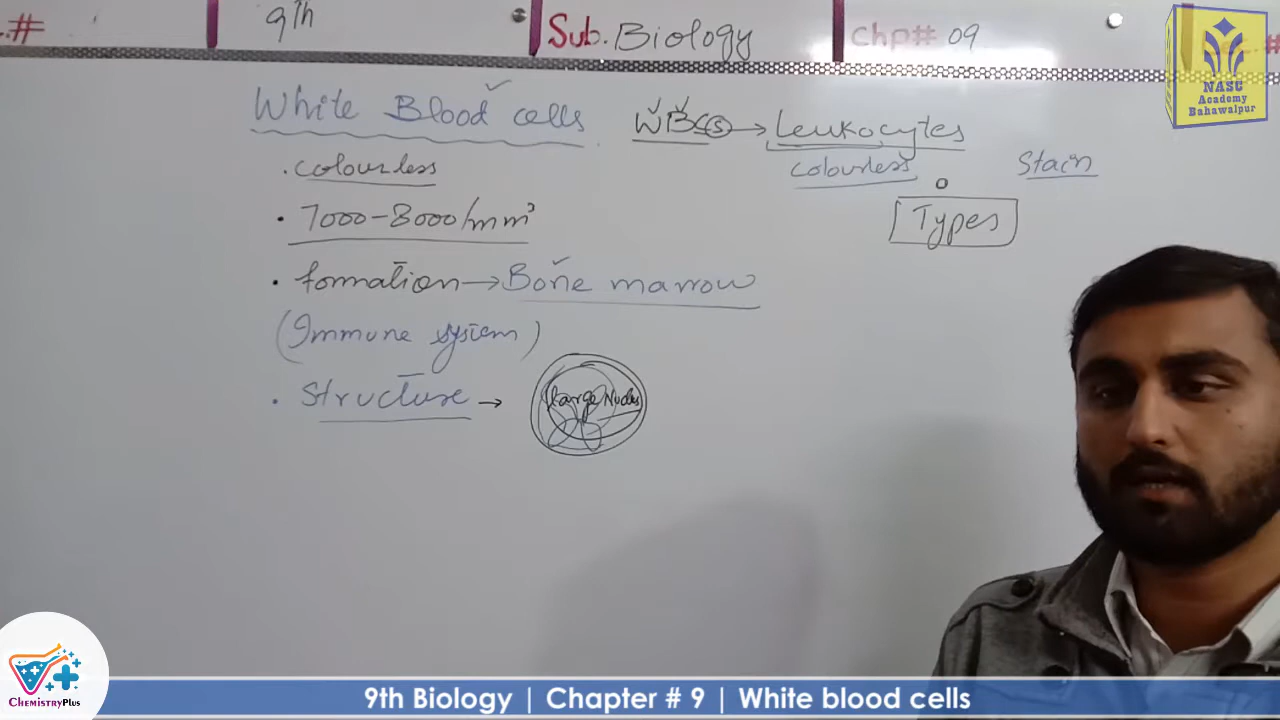 .# 9th Sub. Biology Chp# 09
NASC
Academy
Bahawalpur
White Blood cells WBCs → Leukocytes
colourless
Stain
. colourless
Types
. 7000-8000/mm³
. formation → Bone marrow
(Immune system)
. Structure → large Nucleus
ChemistryPlus
9th Biology | Chapter # 9 | White blood cells